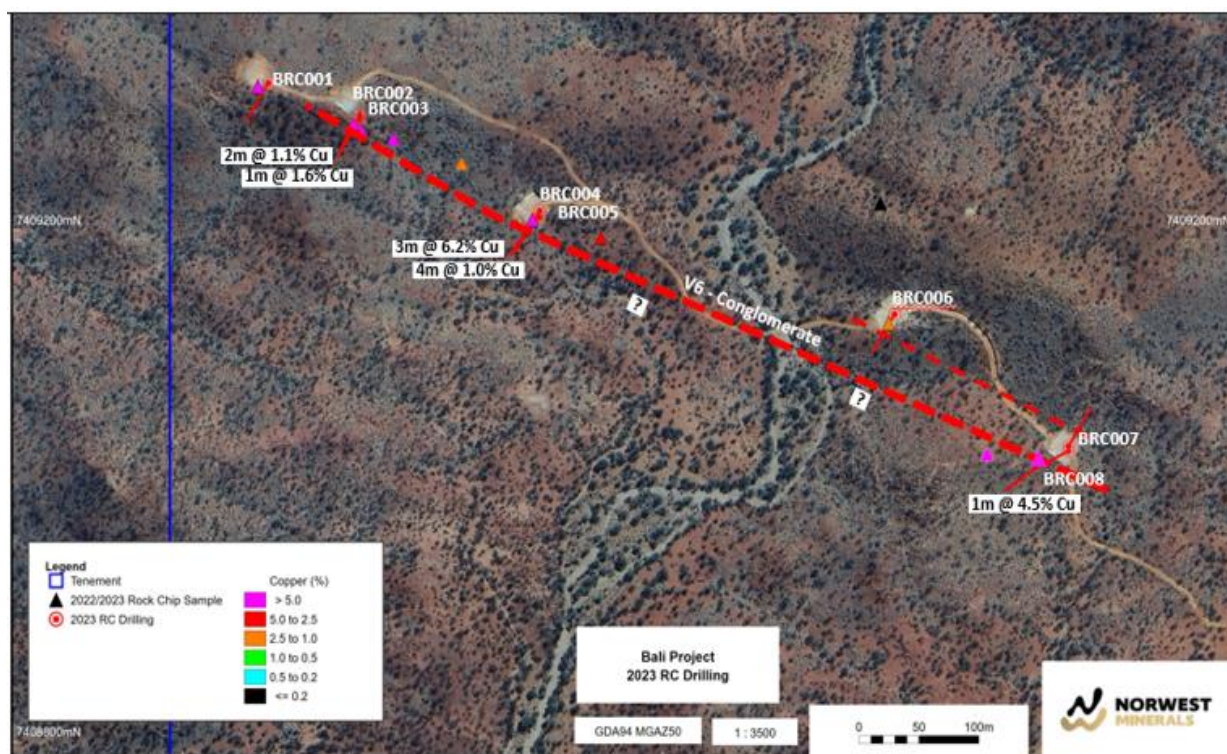 BRC001
BRC002
BRC003
2m @ 1.1% Cu
1m @ 1.6% Cu
BRC004
BRC005
7409200mN
7409200mN
3m @ 6.2% Cu
4m @ 1.0% Cu
V6 - Conglomerate
?
BRC006
?
BRC007
BRC008
1m @ 4.5% Cu
Legend
Tenement
2022/2023 Rock Chip Sample
2023 RC Drilling
Copper (%)
> 5.0
5.0 to 2.5
2.5 to 1.0
1.0 to 0.5
0.5 to 0.2
<= 0.2
Bali Project
2023 RC Drilling
GDA94 MGAZ50
1 : 3500
0 50 100m
NORWEST
MINERALS
7408800mN